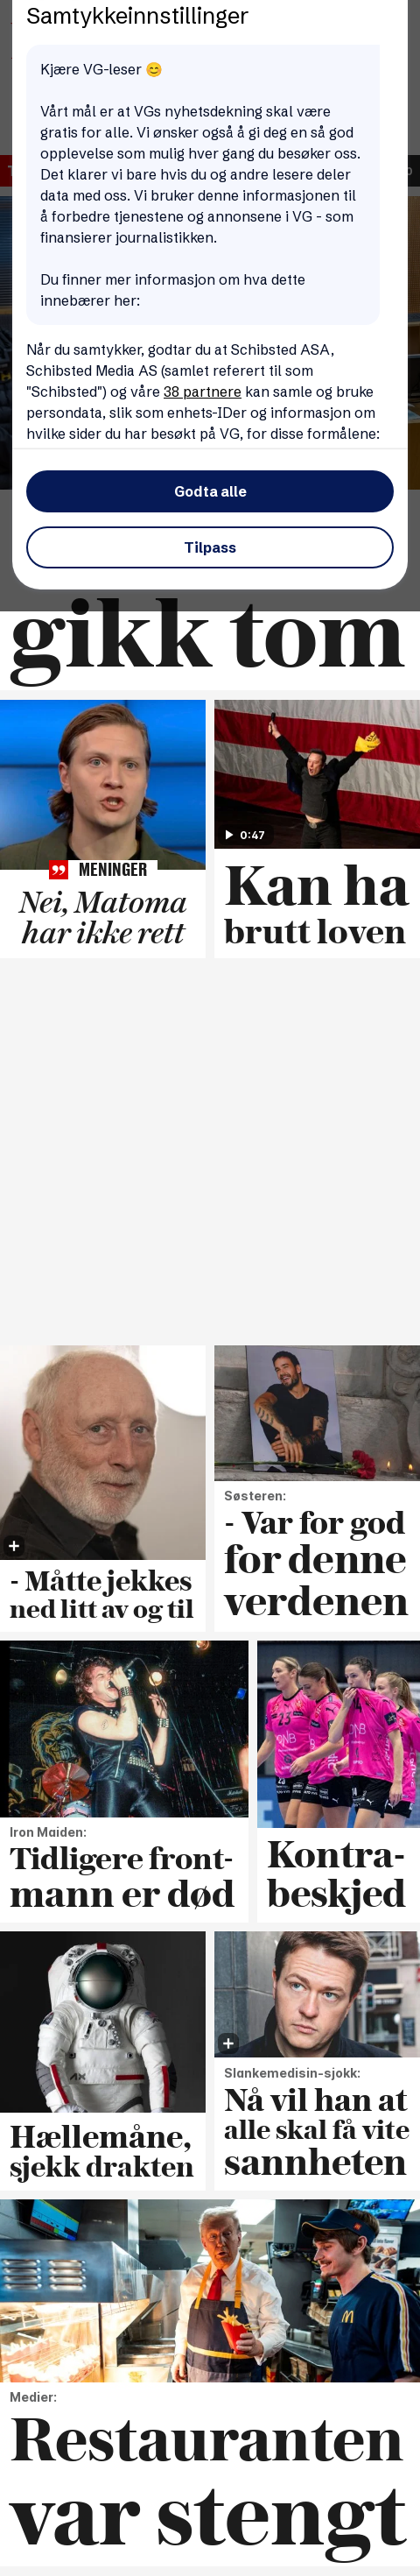 Samtykkeinnstillinger
Kjære VG-leser 😊
Vårt mål er at VGs nyhetsdekning skal være
gratis for alle. Vi ønsker også å gi deg en så god
opplevelse som mulig hver gang du besøker oss.
Det klarer vi bare hvis du og andre lesere deler
data med oss. Vi bruker denne informasjonen til
å forbedre tjenestene og annonsene i VG - som
finansierer journalistikken.
Du finner mer informasjon om hva dette
innebærer her:
Når du samtykker, godtar du at Schibsted ASA,
Schibsted Media AS (samlet referert til som
"Schibsted") og våre 38 partnere kan samle og bruke
persondata, slik som enhets-IDer og informasjon om
hvilke sider du har besøkt på VG, for disse formålene:
Godta alle
Tilpass
gikk tom
MENINGER
Nei, Matoma
har ikke rett
0:47
Kan ha
brutt loven
- Måtte jekkes
ned litt av og til
Søsteren:
- Var for god
for denne
verdenen
Iron Maiden:
Tidligere front-
mann er død
Kontra-
beskjed
Hællemåne,
sjekk drakten
Slankemedisin-sjokk:
Nå vil han at
alle skal få vite
sannheten
Medier:
Restauranten
var stengt